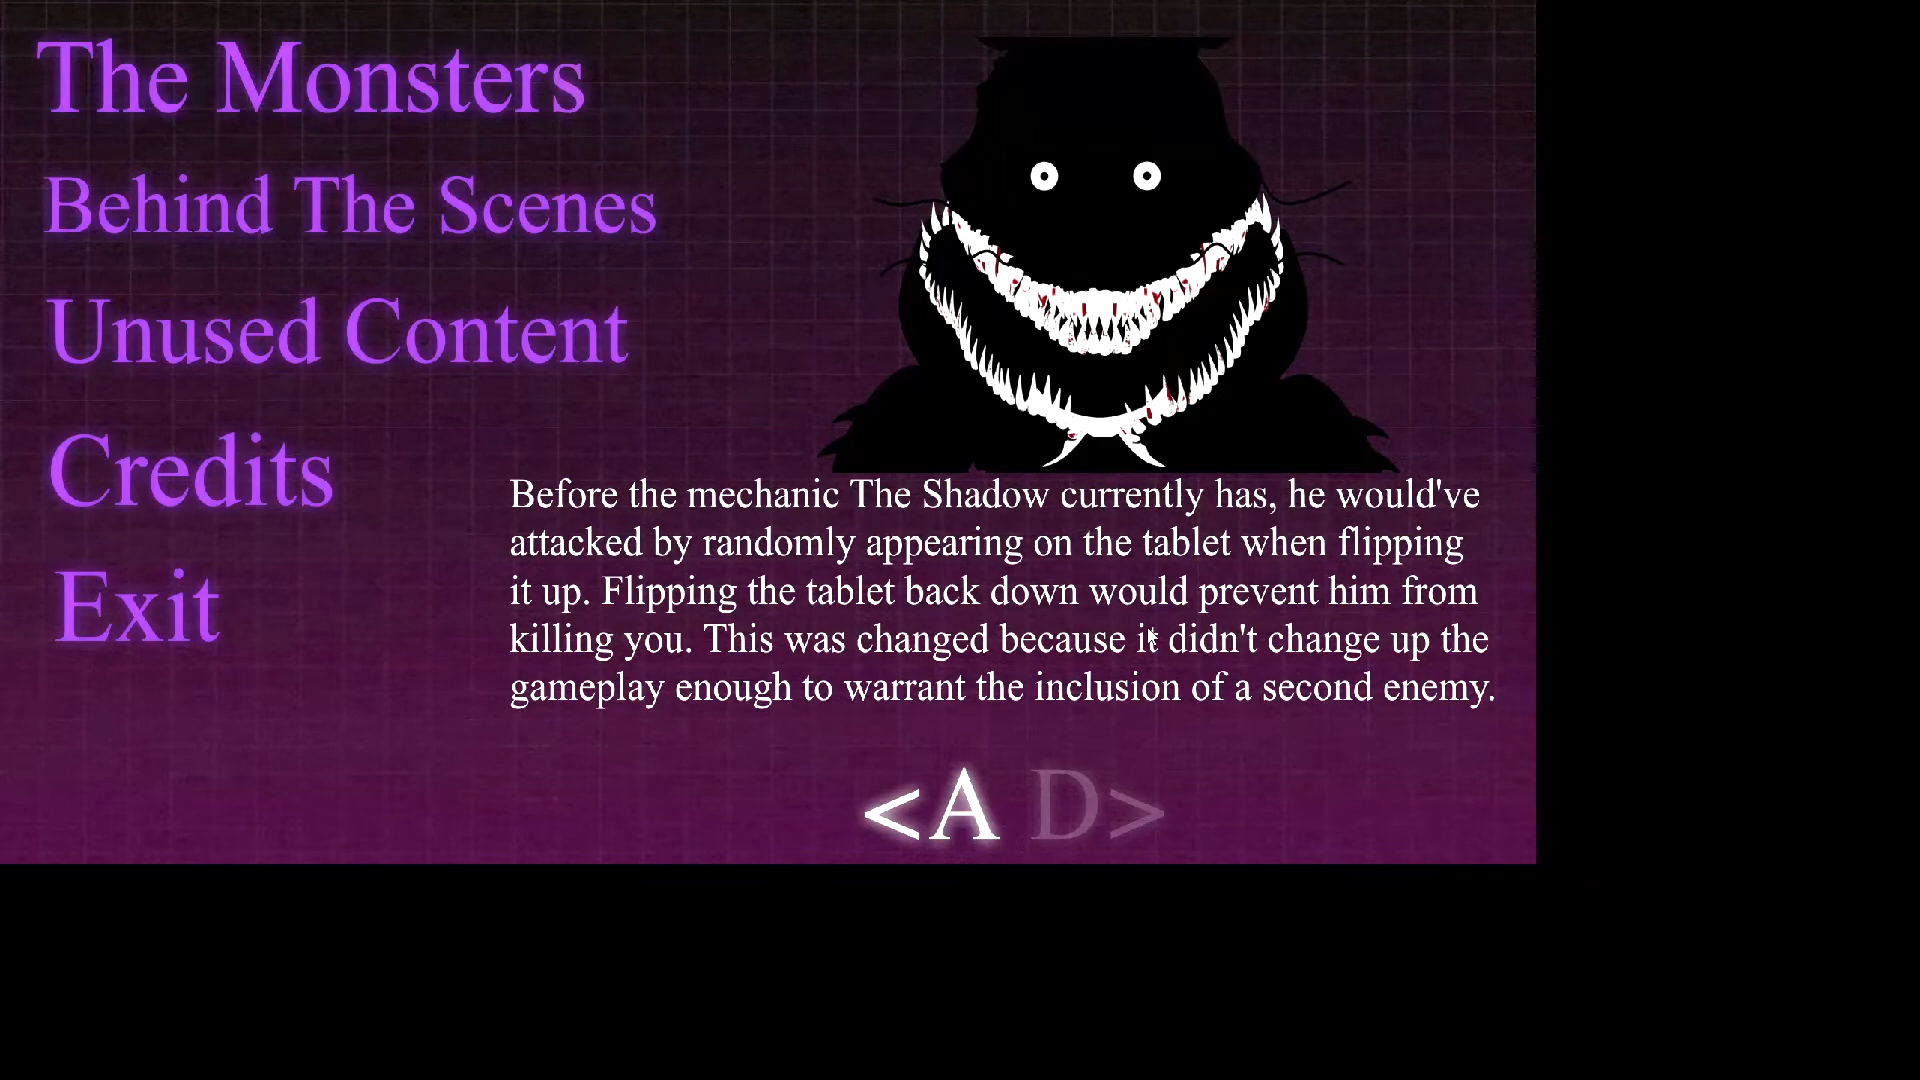 The Monsters
Behind The Scenes
Unused Content
Credits
Exit
Before the mechanic The Shadow currently has, he would've
attacked by randomly appearing on the tablet when flipping
it up. Flipping the tablet back down would prevent him from
killing you. This was changed because it didn't change up the
gameplay enough to warrant the inclusion of a second enemy.
<A D>